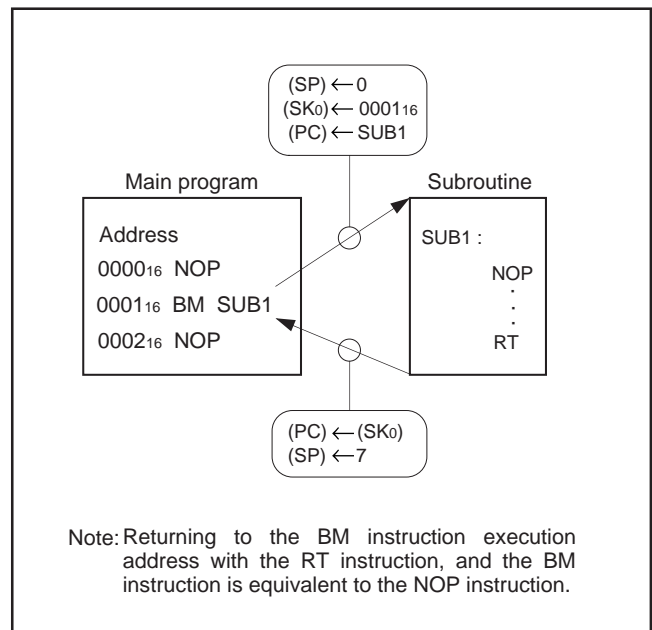 (SP) ← 0
(SK0) ← 000116
(PC) ← SUB1
Main program
Subroutine
Address
000016 NOP
000116 BM SUB1
000216 NOP
SUB1 :
NOP
·
·
·
RT
(PC) ← (SK0)
(SP) ← 7
Note: Returning to the BM instruction execution
address with the RT instruction, and the BM
instruction is equivalent to the NOP instruction.